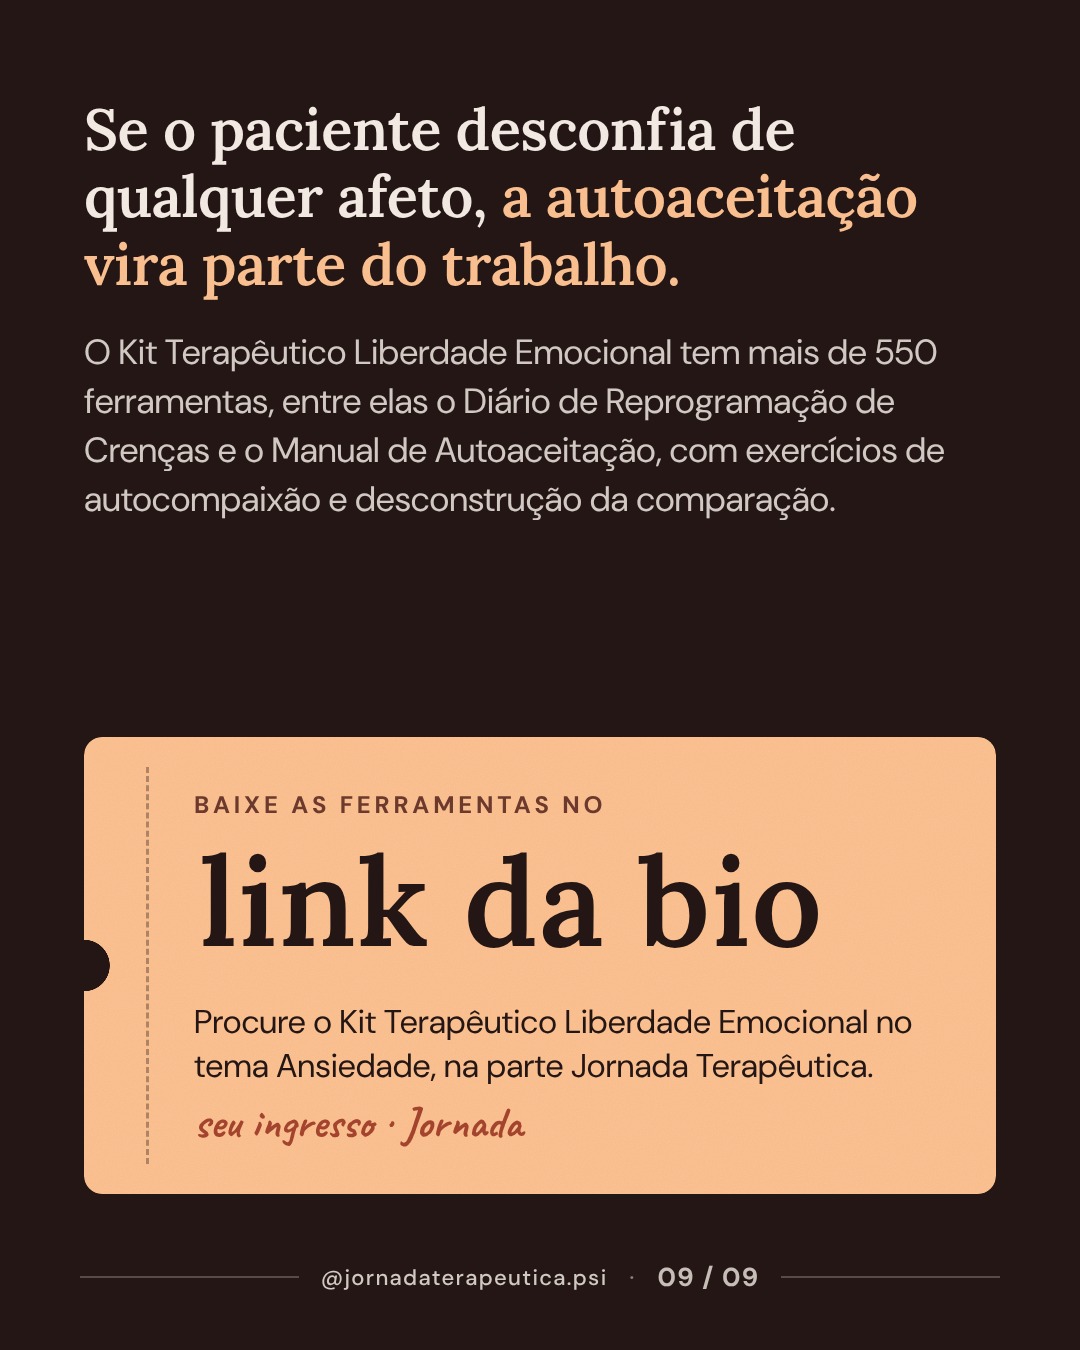 Se o paciente desconfia de
qualquer afeto, a autoaceitação
vira parte do trabalho.
O Kit Terapêutico Liberdade Emocional tem mais de 550
ferramentas, entre elas o Diário de Reprogramação de
Crenças e o Manual de Autoaceitação, com exercícios de
autocompaixão e desconstrução da comparação.
BAIXE AS FERRAMENTAS NO
link da bio
Procure o Kit Terapêutico Liberdade Emocional no
tema Ansiedade, na parte Jornada Terapêutica.
seu ingresso · Jornada
@jornadaterapeutica.psi · 09 / 09